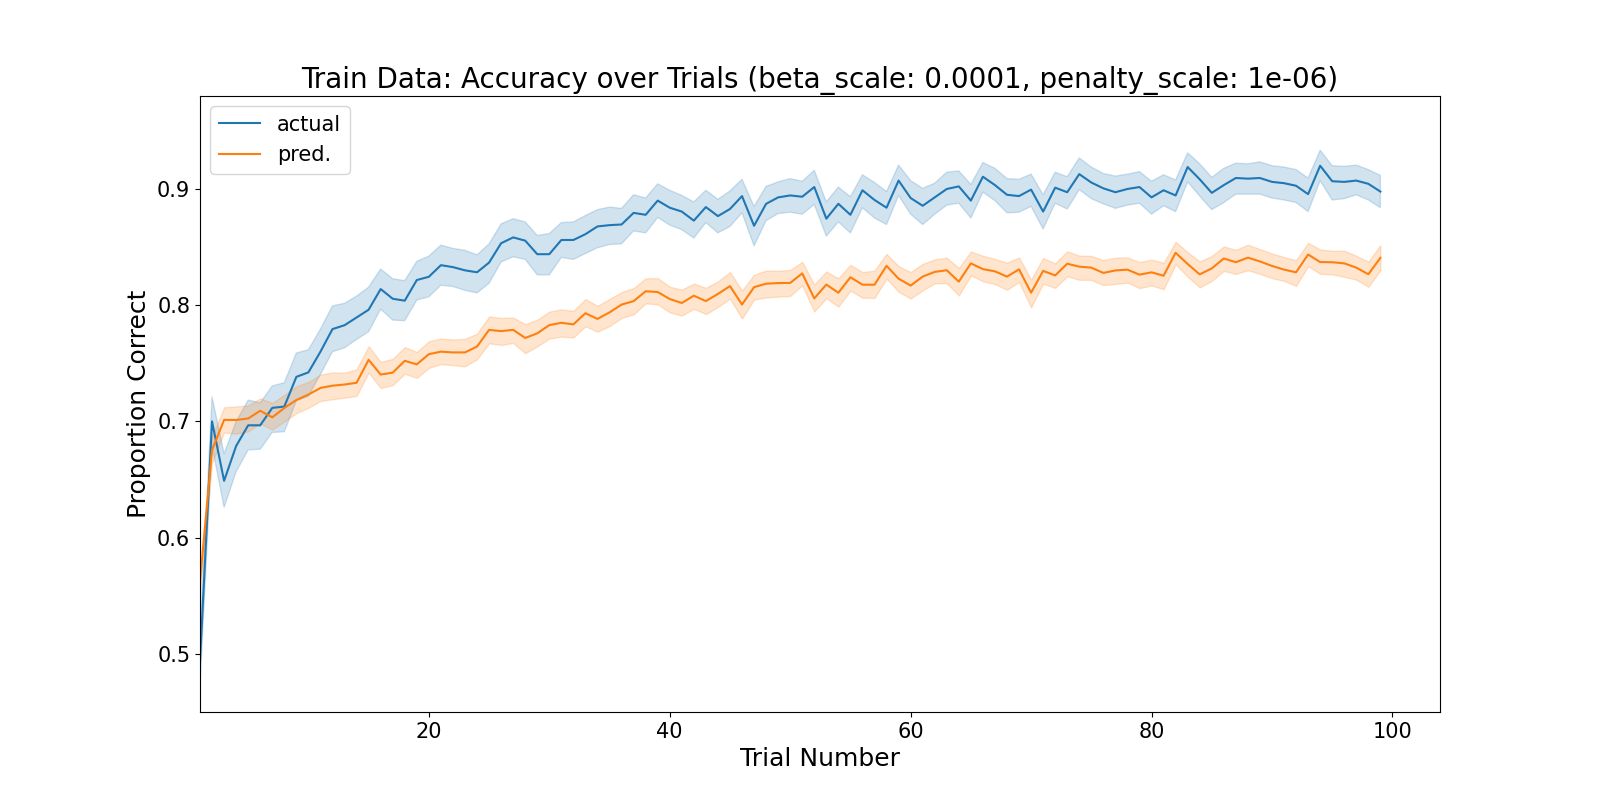 Train Data: Accuracy over Trials (beta_scale: 0.0001, penalty_scale: 1e-06)
actual
pred.
0.9
0.8
0.7
0.6
0.5
Proportion Correct
20 40 60 80 100
Trial Number